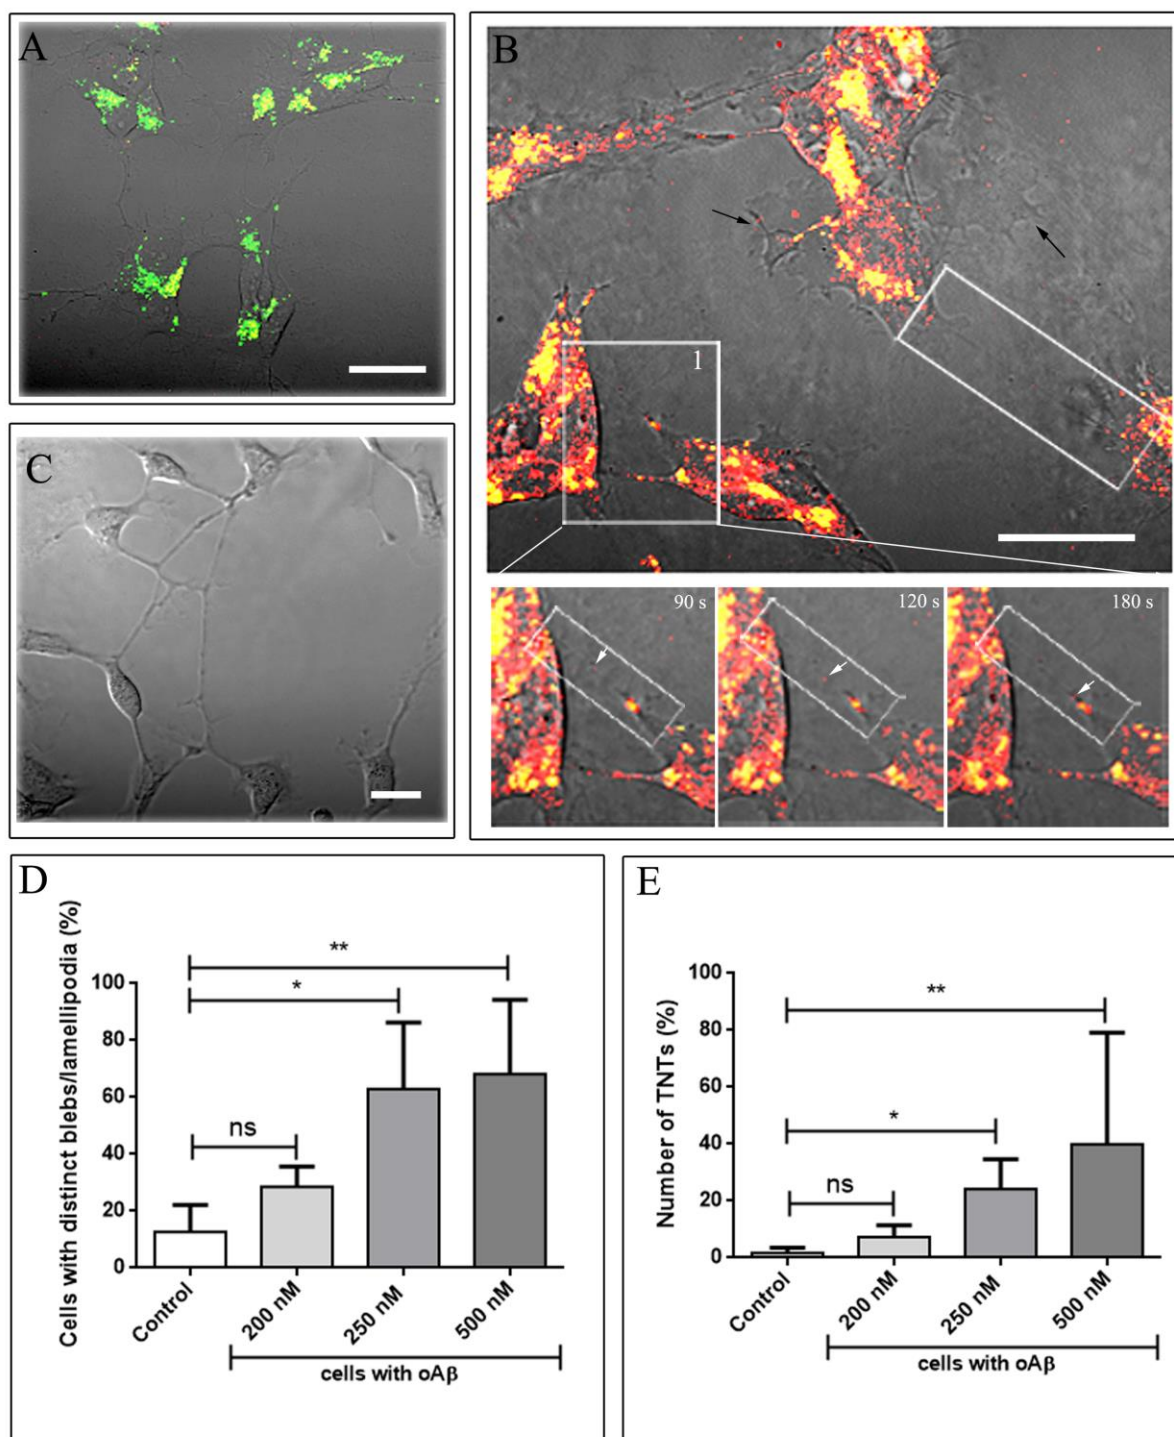 A
B
1
C
90 s
120 s
180 s
D
Cells with distinct blebs/lamellipodia (%)
100
80
60
40
20
0
**
*
ns
Control
200 nM
250 nM
500 nM
cells with oAβ
E
Number of TNTs (%)
100
80
60
40
20
0
**
*
ns
Control
200 nM
250 nM
500 nM
cells with oAβ